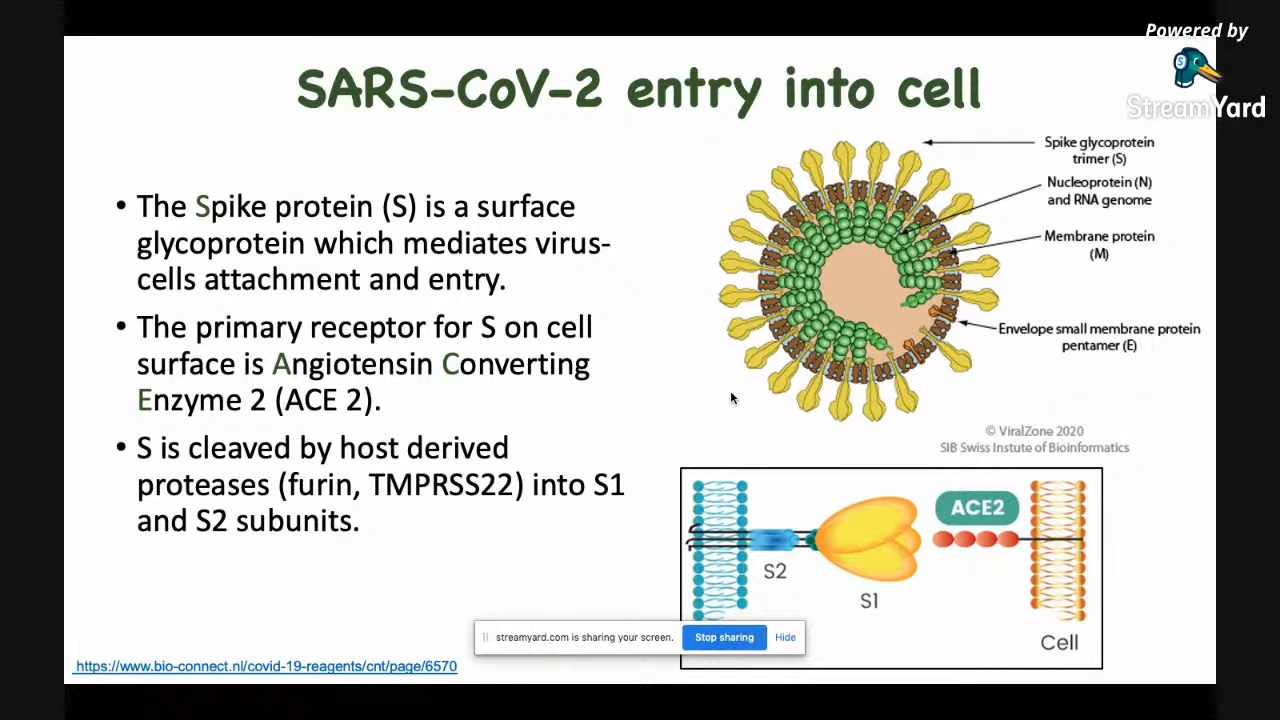 Powered by
StreamYard
SARS-CoV-2 entry into cell
• The Spike protein (S) is a surface
glycoprotein which mediates virus-
cells attachment and entry.
• The primary receptor for S on cell
surface is Angiotensin Converting
Enzyme 2 (ACE 2).
• S is cleaved by host derived
proteases (furin, TMPRSS22) into S1
and S2 subunits.
Spike glycoprotein
trimer (S)
Nucleoprotein (N)
and RNA genome
Membrane protein
(M)
Envelope small membrane protein
pentamer (E)
© ViralZone 2020
SIB Swiss Instute of Bioinformatics
ACE2
S2
S1
Cell
streamyard.com is sharing your screen.
Stop sharing
Hide
https://www.bio-connect.nl/covid-19-reagents/cnt/page/6570